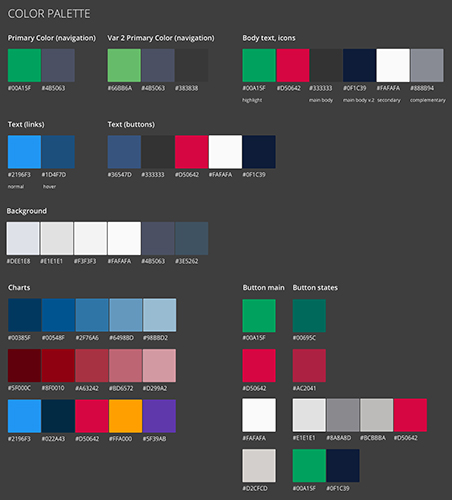 COLOR PALETTE
Primary Color (navigation)
Var 2 Primary Color (navigation)
Body text, icons
#00A15F #4B5063
#66BB6A #4B5063 #383838
#00A15F #D50642 #333333 #0F1C39 #FAFAFA #888B94
highlight main body main body v.2 secondary complementary
Text (links)
Text (buttons)
#2196F3 #1D4F7D
#36547D #333333 #D50642 #FAFAFA #0F1C39
normal hover
Background
#DEE1E8 #E1E1E1 #F3F3F3 #FAFAFA #4B5063 #3E5262
Charts
Button main
Button states
#00385F #00548F #2F76A6 #6498BD #98BBD2
#00A15F
#00695C
#5F000C #8F0010 #A63242 #BD6572 #D299A2
#D50642
#AC2041
#2196F3 #022A43 #D50642 #FFA000 #5F39AB
#FAFAFA
#E1E1E1 #8A8A8D #BCBBBA #D50642
#D2CFCD
#00A15F #0F1C39